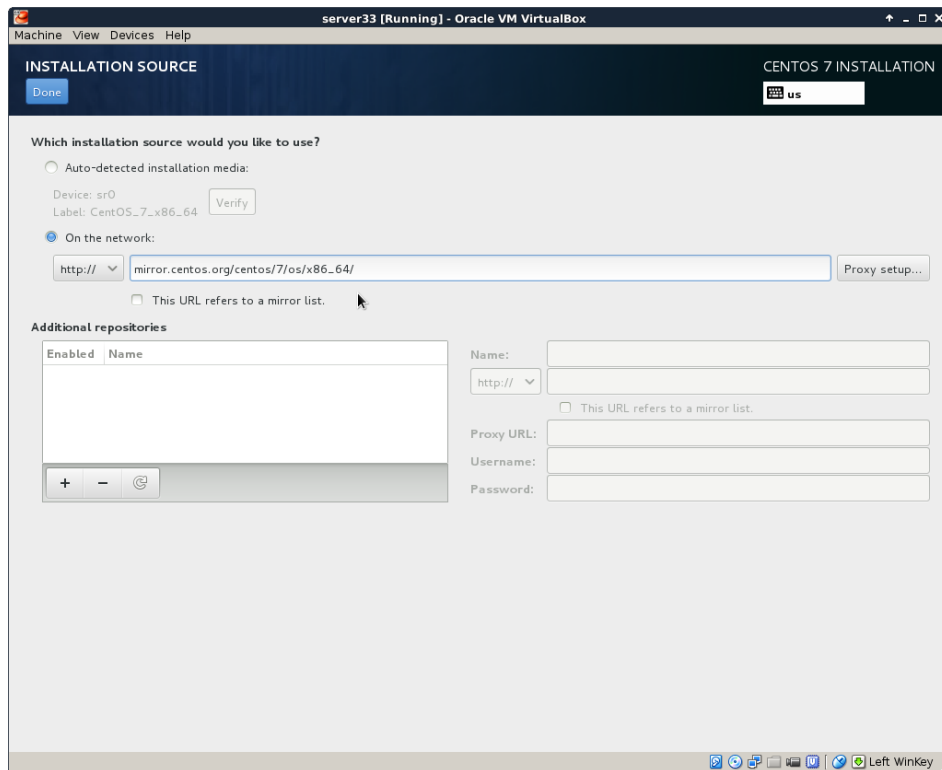 server33 [Running] - Oracle VM VirtualBox
Machine View Devices Help
INSTALLATION SOURCE
CENTOS 7 INSTALLATION
Done
us
Which installation source would you like to use?
Auto-detected installation media:
Device: sr0
Label: CentOS_7_x86_64
Verify
On the network:
http://
mirror.centos.org/centos/7/os/x86_64/
Proxy setup...
This URL refers to a mirror list.
Additional repositories
Enabled Name
Name:
http://
This URL refers to a mirror list.
Proxy URL:
Username:
Password:
Left WinKey